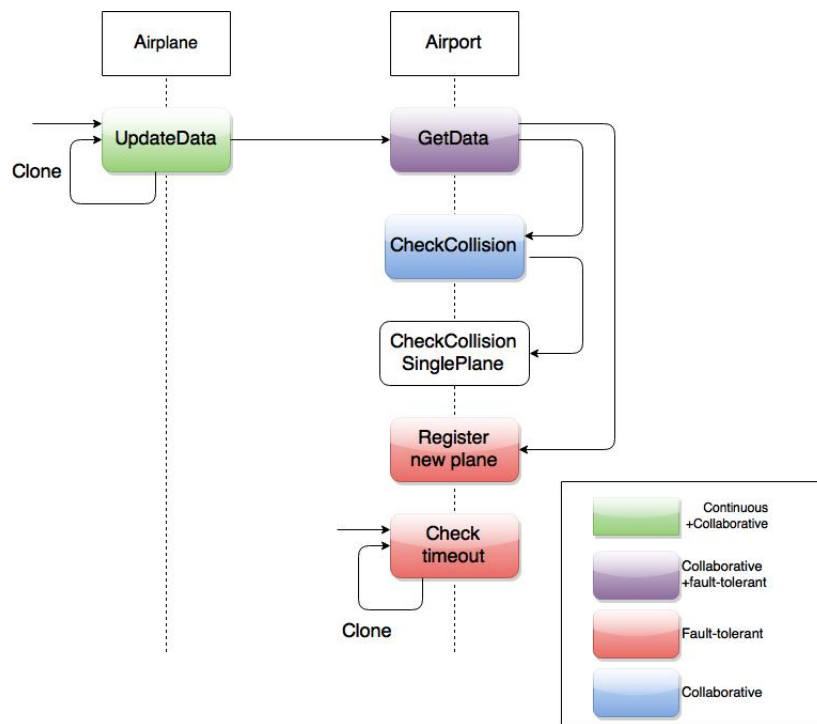 Airplane
Airport
UpdateData
GetData
Clone
CheckCollision
CheckCollision
SinglePlane
Register
new plane
Check
timeout
Clone
Continuous
+Collaborative
Collaborative
+fault-tolerant
Fault-tolerant
Collaborative